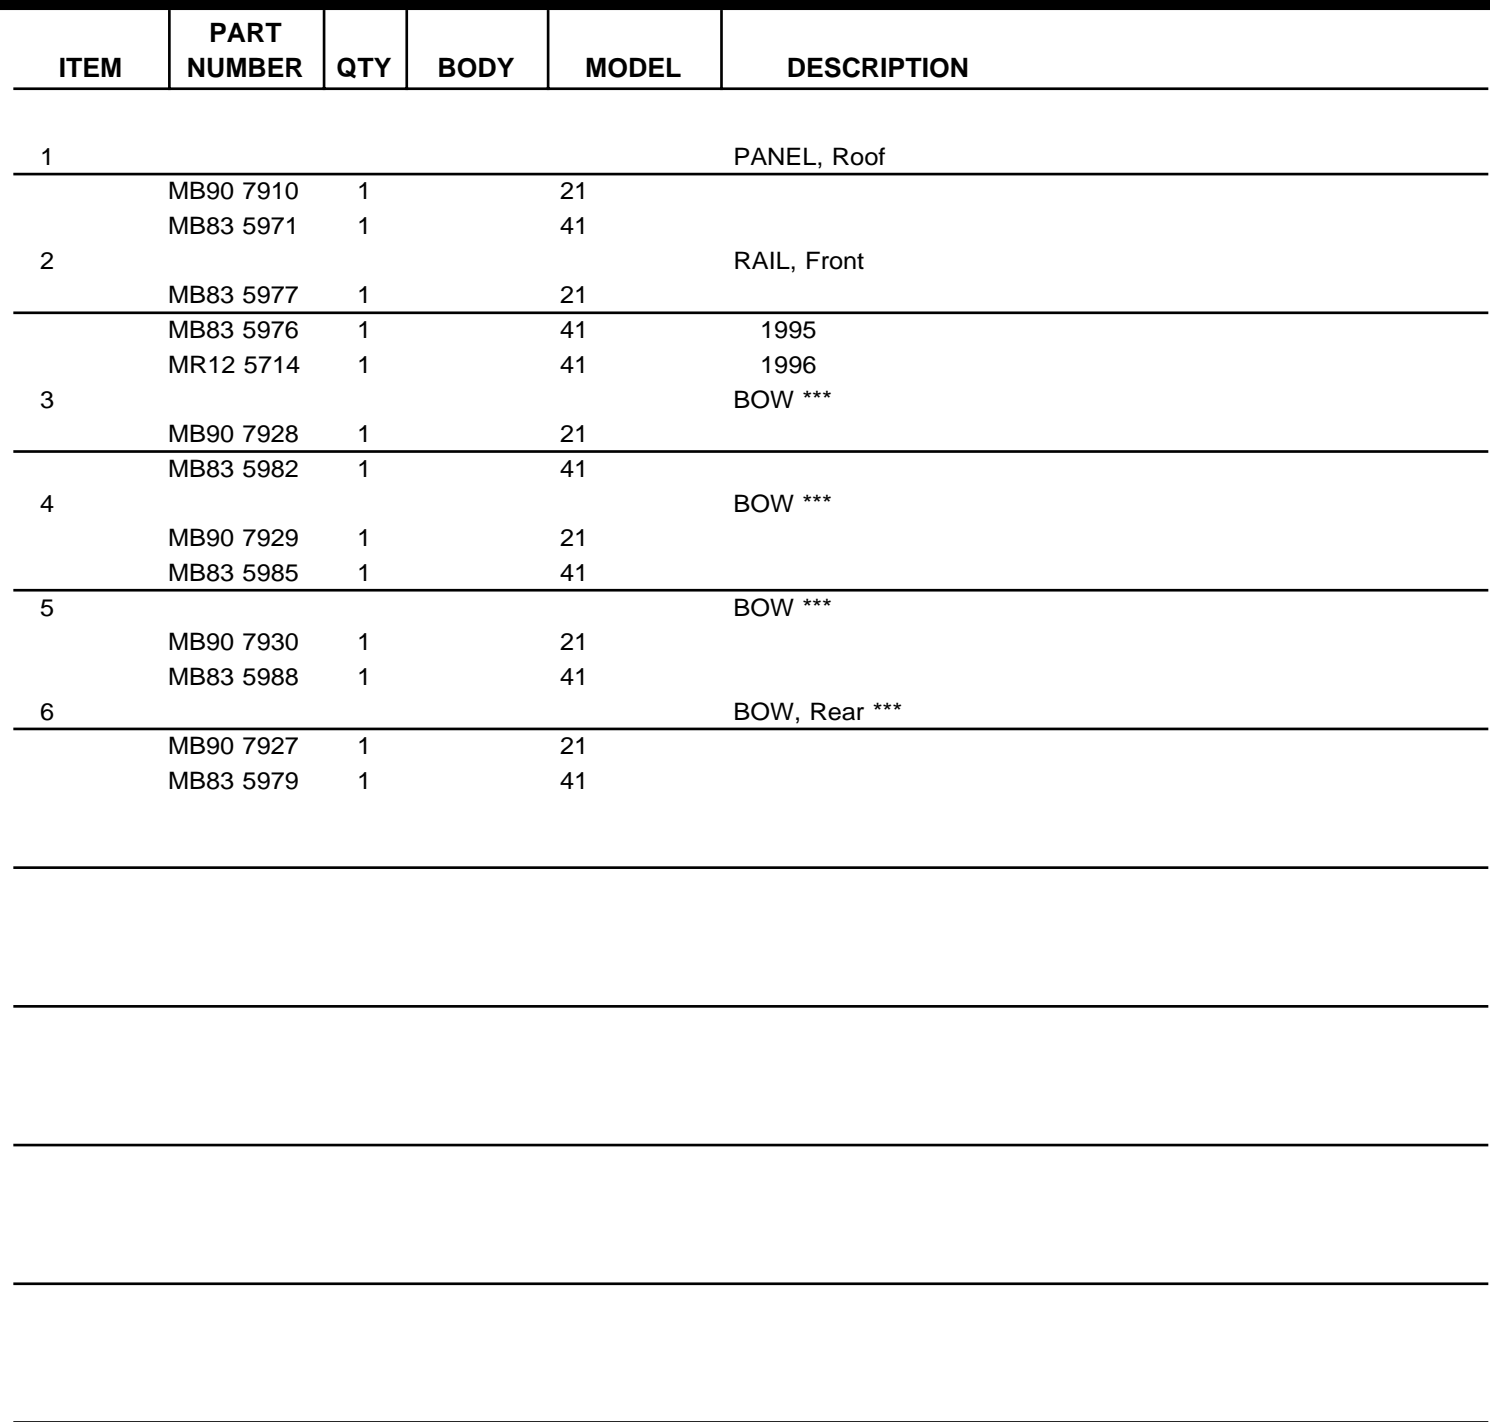 PART
ITEM NUMBER QTY BODY MODEL DESCRIPTION
1 PANEL, Roof
MB90 7910 1 21
MB83 5971 1 41
2 RAIL, Front
MB83 5977 1 21
MB83 5976 1 41 1995
MR12 5714 1 41 1996
3 BOW ***
MB90 7928 1 21
MB83 5982 1 41
4 BOW ***
MB90 7929 1 21
MB83 5985 1 41
5 BOW ***
MB90 7930 1 21
MB83 5988 1 41
6 BOW, Rear ***
MB90 7927 1 21
MB83 5979 1 41